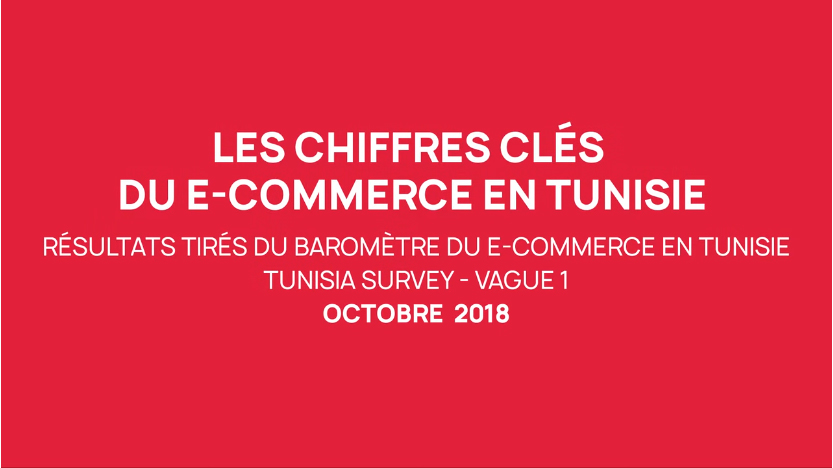 LES CHIFFRES CLÉS
DU E-COMMERCE EN TUNISIE
RÉSULTATS TIRÉS DU BAROMÈTRE DU E-COMMERCE EN TUNISIE
TUNISIA SURVEY - VAGUE 1
OCTOBRE 2018